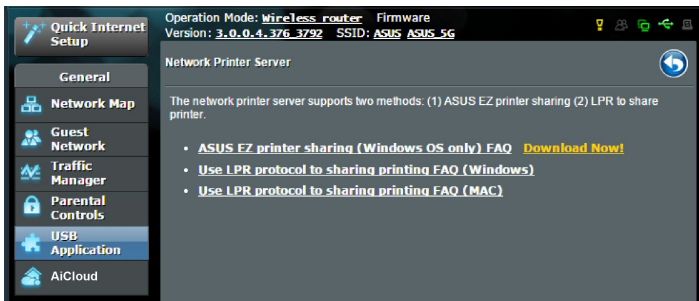 Quick Internet
Setup
General
Network Map
Guest
Network
Traffic
Manager
Parental
Controls
USB
Application
AiCloud
Operation Mode: Wireless router Firmware
Version: 3.0.0.4.376_3792 SSID: ASUS ASUS_5G
Network Printer Server
The network printer server supports two methods: (1) ASUS EZ printer sharing (2) LPR to share
printer.
• ASUS EZ printer sharing (Windows OS only) FAQ Download Now!
• Use LPR protocol to sharing printing FAQ (Windows)
• Use LPR protocol to sharing printing FAQ (MAC)